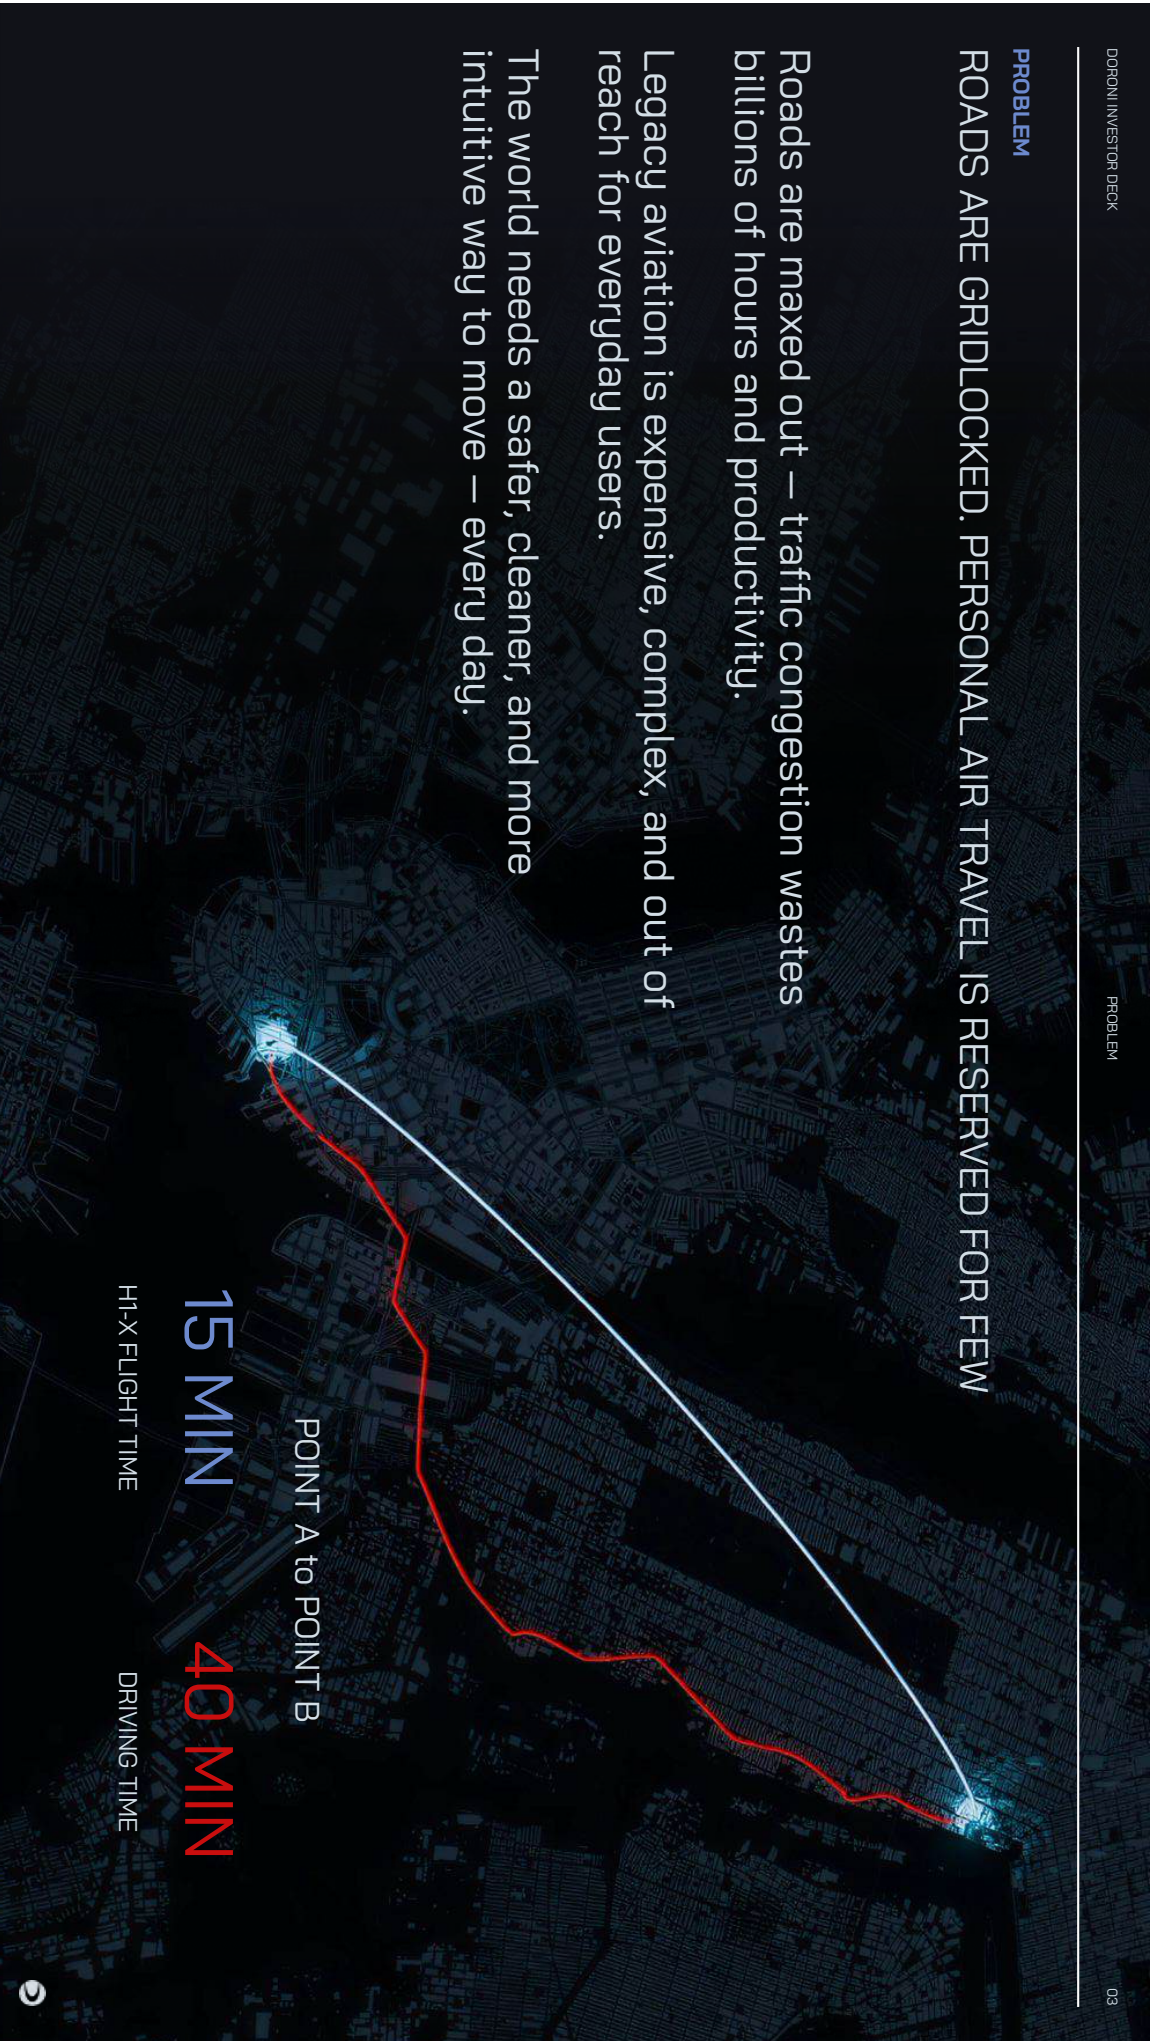 DORONI INVESTOR DECK
PROBLEM
03
PROBLEM
ROADS ARE GRIDLOCKED. PERSONAL AIR TRAVEL IS RESERVED FOR FEW
Roads are maxed out — traffic congestion wastes
billions of hours and productivity.
Legacy aviation is expensive, complex, and out of
reach for everyday users.
The world needs a safer, cleaner, and more
intuitive way to move — every day.
POINT A to POINT B
15 MIN
40 MIN
H1-X FLIGHT TIME
DRIVING TIME